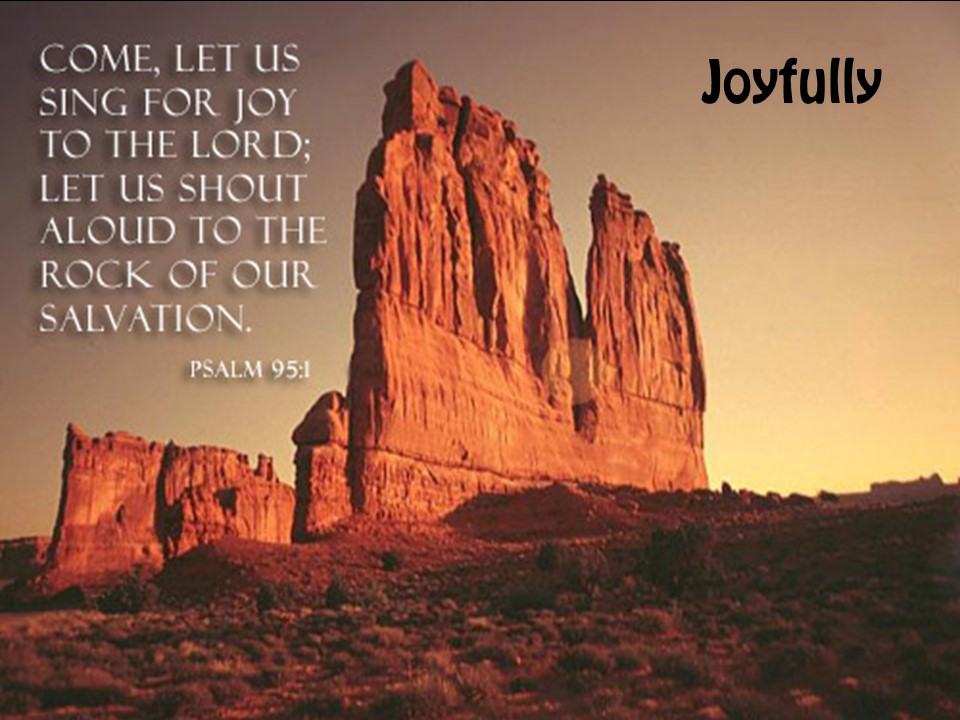 COME, LET US
SING FOR JOY
TO THE LORD;
LET US SHOUT
ALOUD TO THE
ROCK OF OUR
SALVATION.
PSALM 95:1
Joyfully